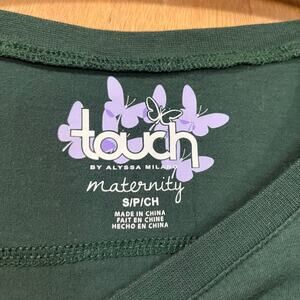 touch
BY ALYSSA MILANO
maternity
S/P/CH
MADE IN CHINA
FAIT EN CHINE
HECHO EN CHINA